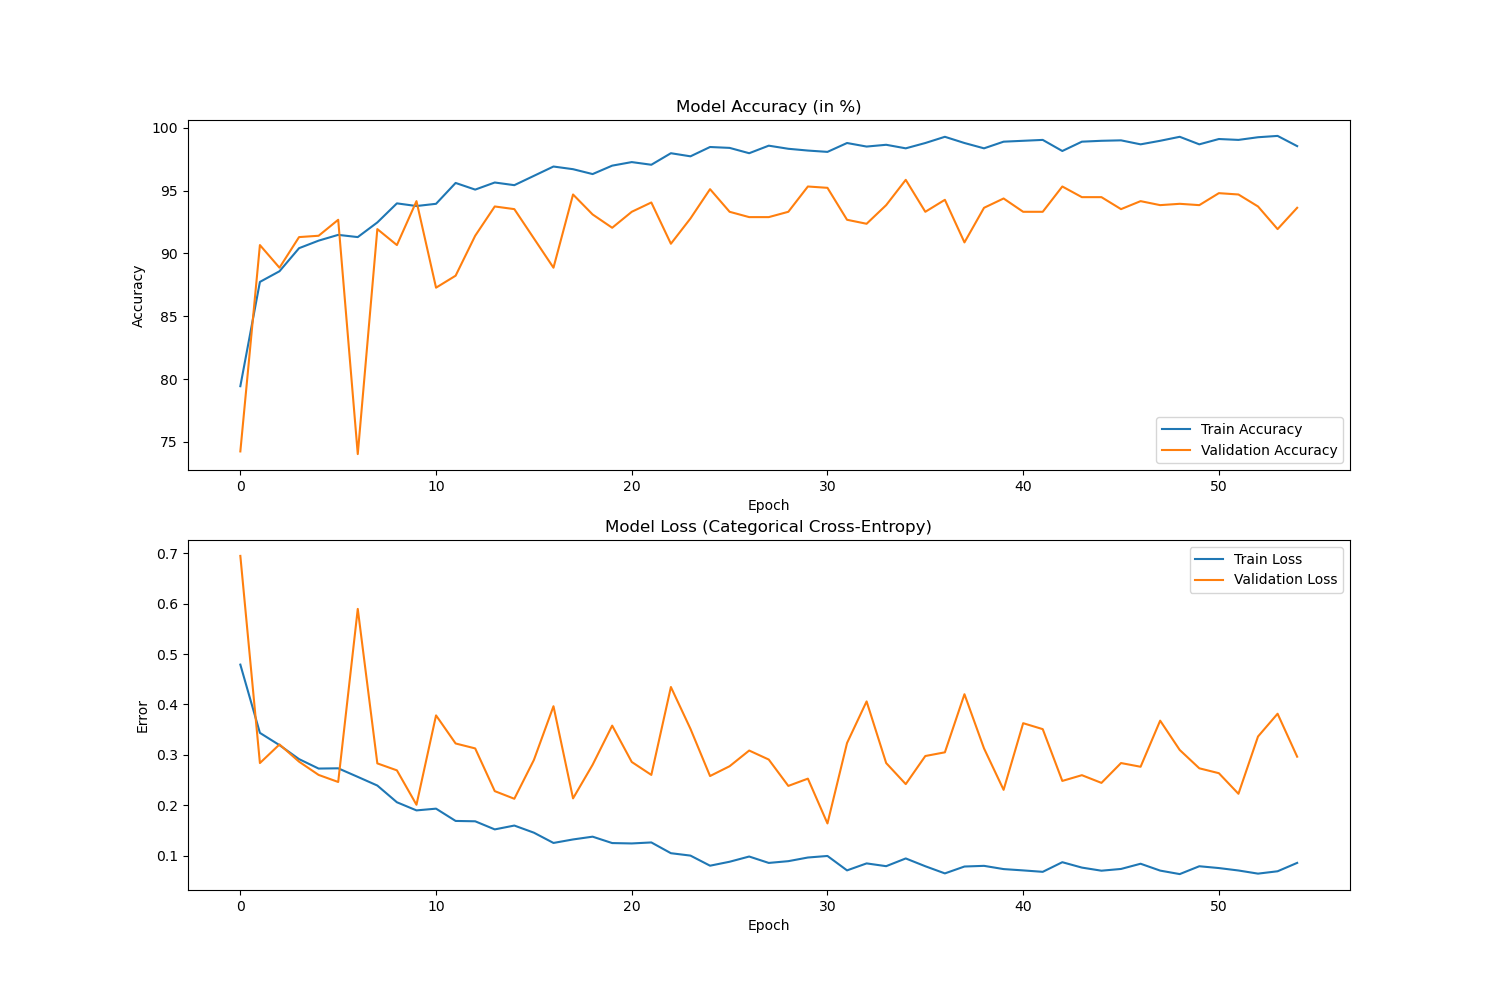 Model Accuracy (in %)
100
95
90
85
80
75
Accuracy
Train Accuracy
Validation Accuracy
0 10 20 30 40 50
Epoch
Model Loss (Categorical Cross-Entropy)
0.7
0.6
0.5
0.4
0.3
0.2
0.1
Error
Train Loss
Validation Loss
0 10 20 30 40 50
Epoch